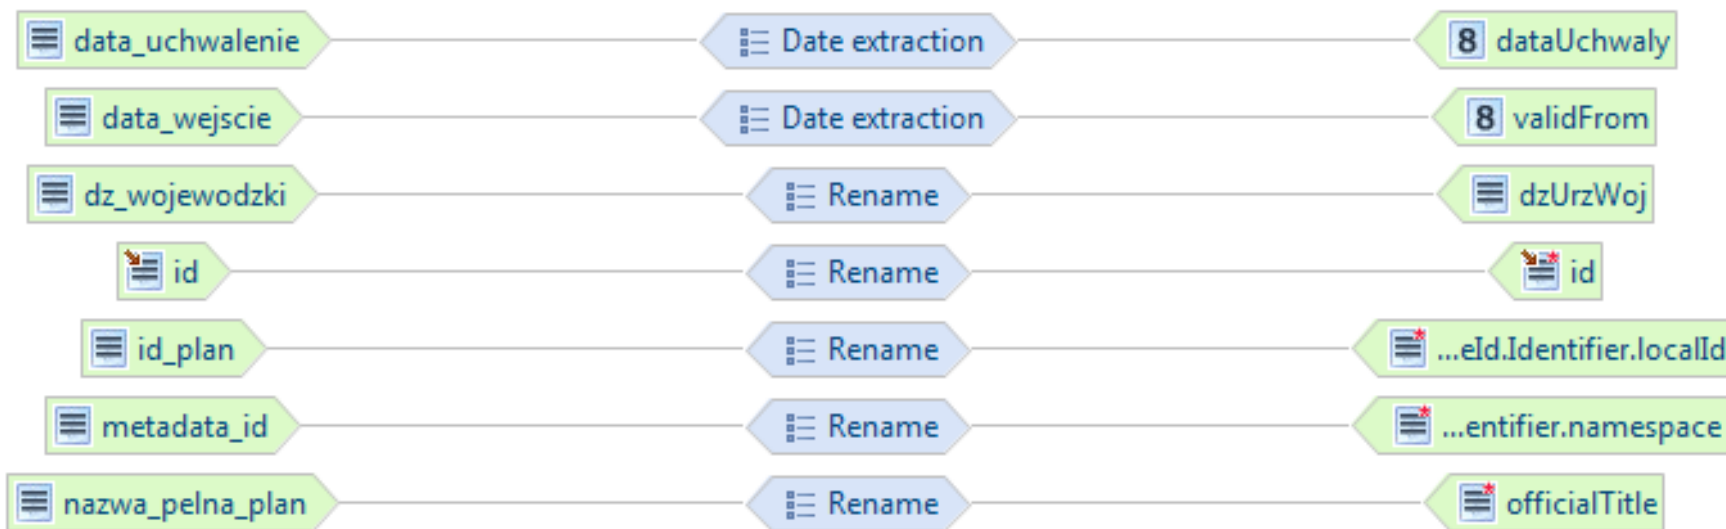 data_uchwalenie Date extraction 8 dataUchwaly
data_wejscie Date extraction 8 validFrom
dz_wojewodzki Rename dzUrzWoj
id Rename id
id_plan Rename ...eId.Identifier.localId
metadata_id Rename ...entifier.namespace
nazwa_pelna_plan Rename officialTitle